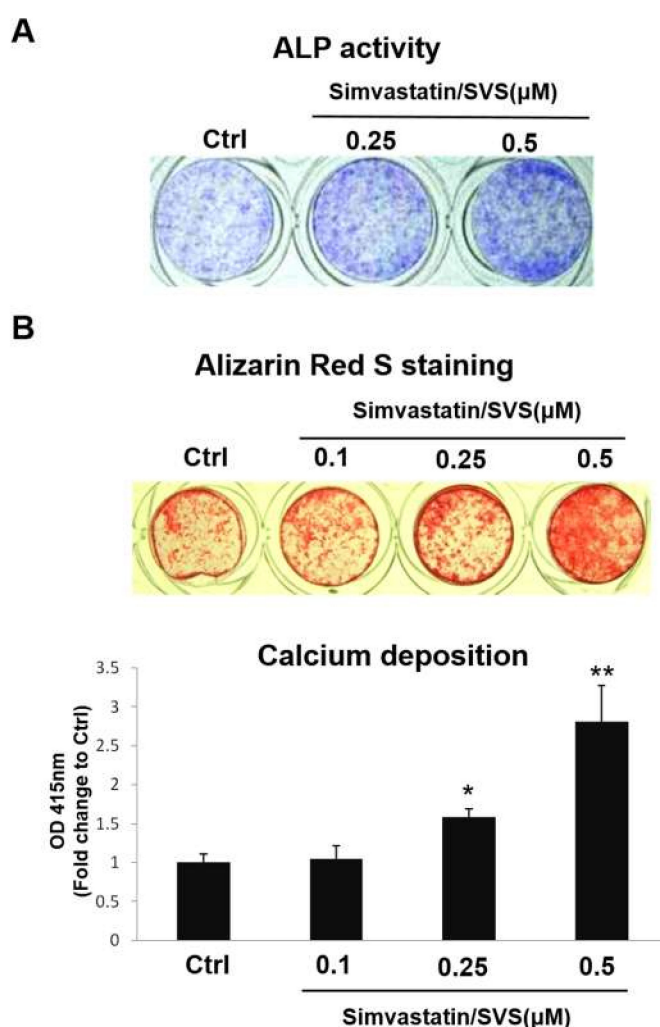 A
ALP activity
Simvastatin/SVS(μM)
Ctrl 0.25 0.5
B
Alizarin Red S staining
Simvastatin/SVS(μM)
Ctrl 0.1 0.25 0.5
Calcium deposition
OD 415nm
(Fold change to Ctrl)
3.5
3
2.5
2
1.5
1
0.5
0
* **
Ctrl 0.1 0.25 0.5
Simvastatin/SVS(μM)